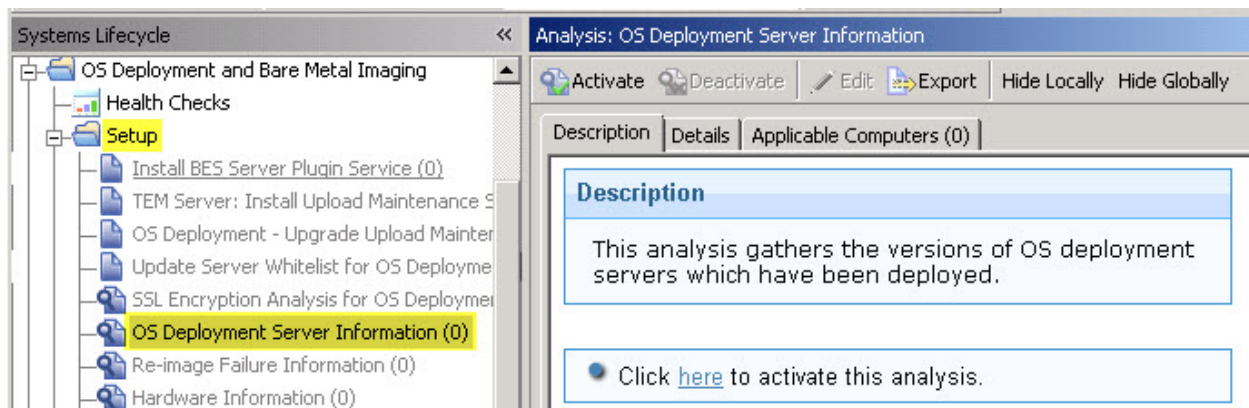 Systems Lifecycle «
OS Deployment and Bare Metal Imaging
Health Checks
Setup
Install BES Server Plugin Service (0)
TEM Server: Install Upload Maintenance S
OS Deployment - Upgrade Upload Mainter
Update Server Whitelist for OS Deployme
SSL Encryption Analysis for OS Deploymer
OS Deployment Server Information (0)
Re-image Failure Information (0)
Hardware Information (0)
Analysis: OS Deployment Server Information
Activate Deactivate Edit Export Hide Locally Hide Globally
Description Details Applicable Computers (0)
Description
This analysis gathers the versions of OS deployment
servers which have been deployed.
Click here to activate this analysis.